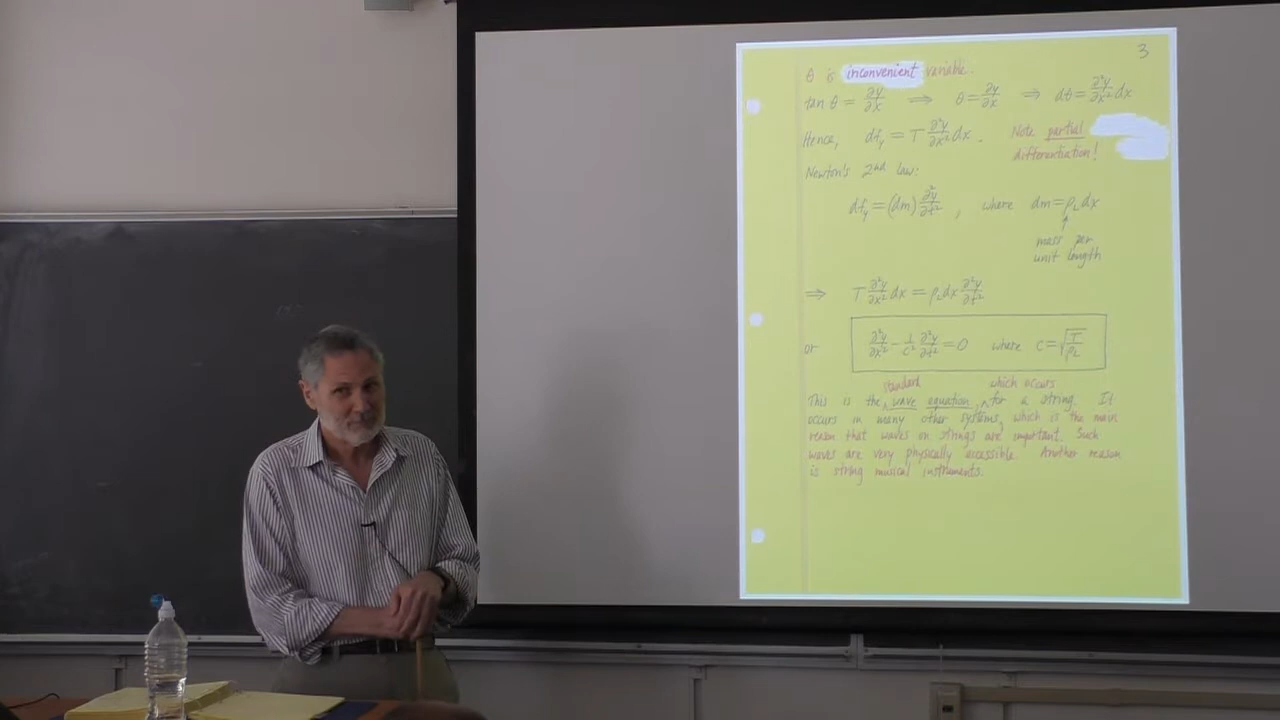 3
θ is inconvenient variable.
tan θ = ∂y/∂x ⟹ θ = ∂y/∂x ⟹ dθ = ∂²y/∂x² dx
Hence, df_y = T ∂²y/∂x² dx. Note partial
differentiation!
Newton's 2nd law:
df_y = (dm) ∂²y/∂t², where dm = ρ_L dx
↑
mass per
unit length
⟹ T ∂²y/∂x² dx = ρ_L dx ∂²y/∂t²
or ∂²y/∂x² − 1/c² ∂²y/∂t² = 0 where c = √(T/ρ_L)
standard which occurs
This is the ^ wave equation, ^ for a string. It
occurs in many other systems, which is the main
reason that waves on strings are important. Such
waves are very physically accessible. Another reason
is string musical instruments.